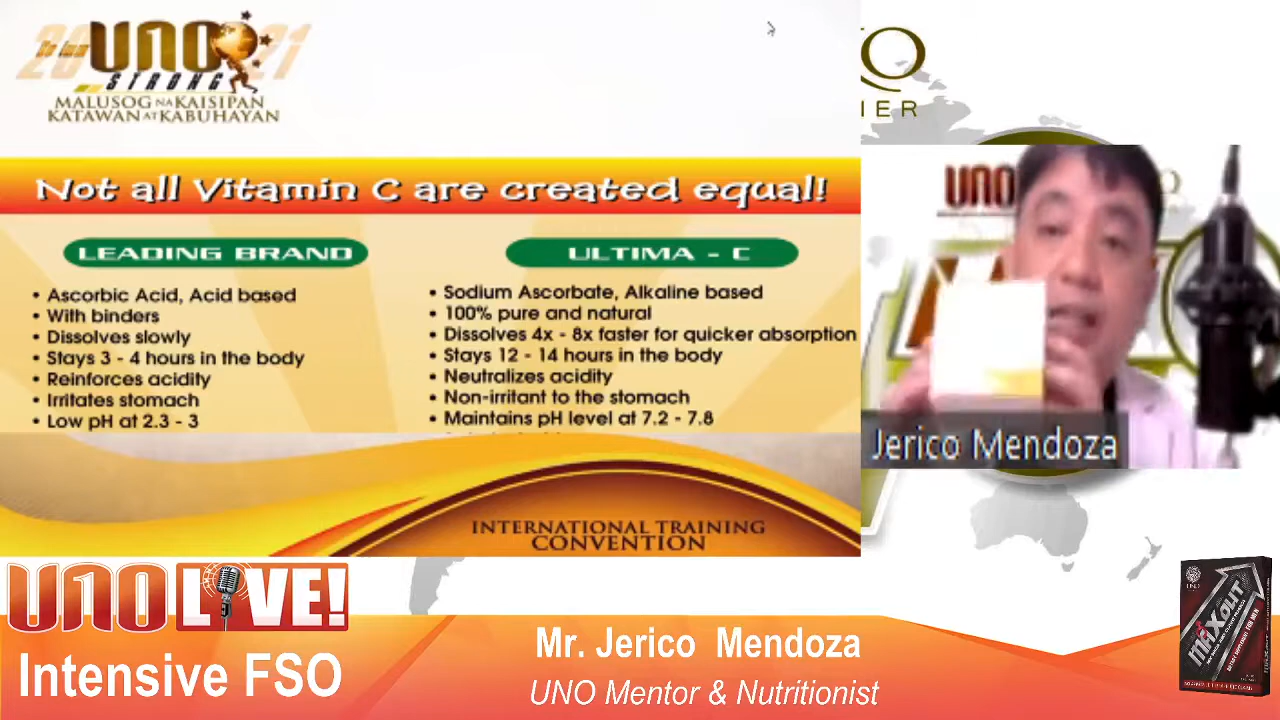 UNO
STRONG
MALUSOG NA KAISIPAN
KATAWAN AT KABUHAYAN
Not all Vitamin C are created equal!
LEADING BRAND
• Ascorbic Acid, Acid based
• With binders
• Dissolves slowly
• Stays 3 - 4 hours in the body
• Reinforces acidity
• Irritates stomach
• Low pH at 2.3 - 3
ULTIMA - C
• Sodium Ascorbate, Alkaline based
• 100% pure and natural
• Dissolves 4x - 8x faster for quicker absorption
• Stays 12 - 14 hours in the body
• Neutralizes acidity
• Non-irritant to the stomach
• Maintains pH level at 7.2 - 7.8
INTERNATIONAL TRAINING
CONVENTION
IER
UNO
Jerico Mendoza
UNO LIVE!
Intensive FSO
Mr. Jerico Mendoza
UNO Mentor & Nutritionist
MAXOUT